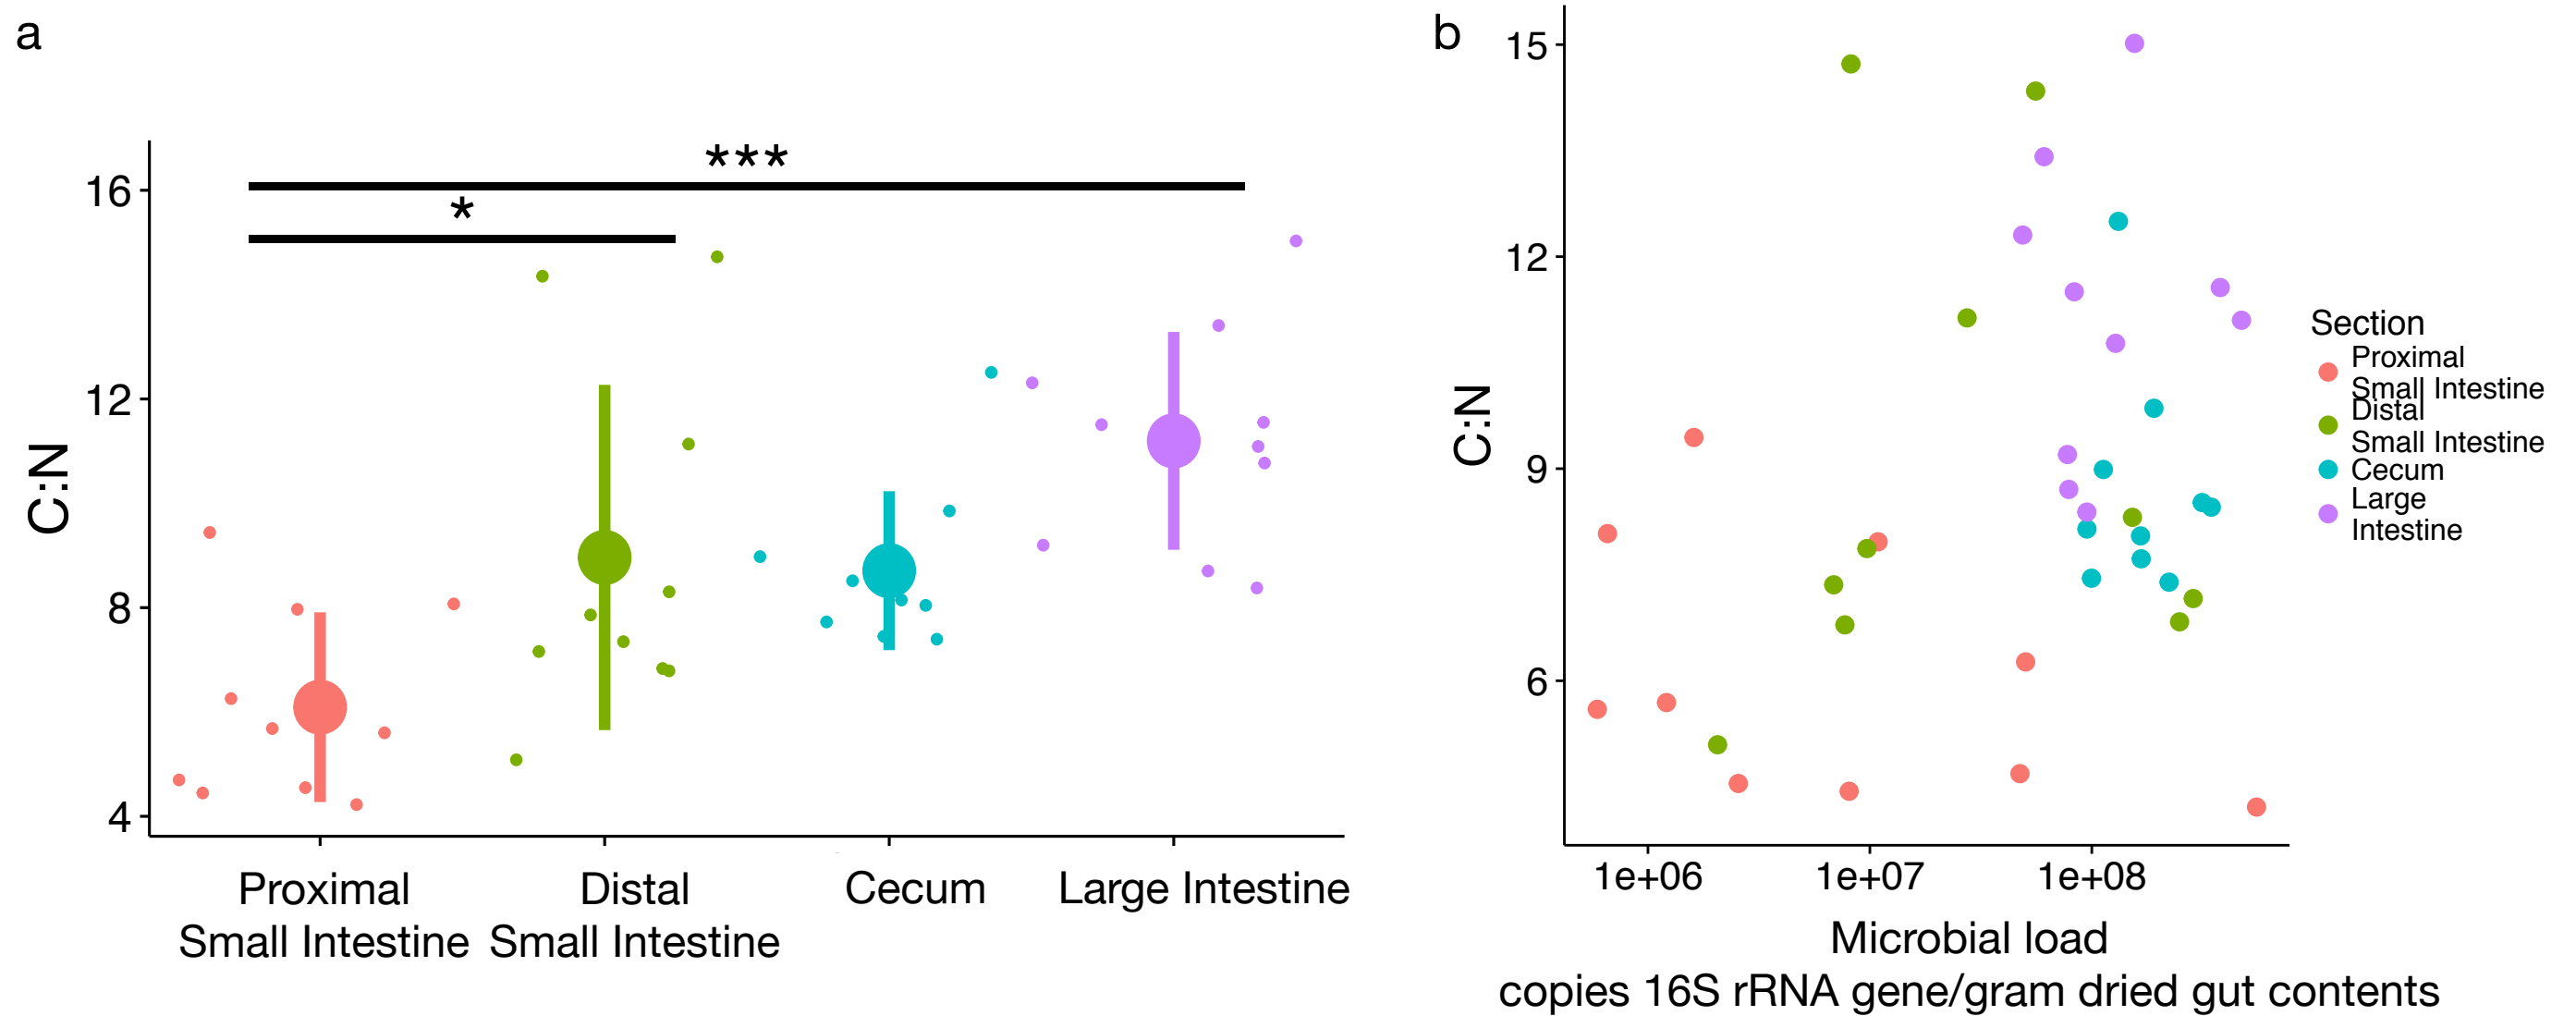 a
***
*
16
12
8
4
C:N
Proximal
Small Intestine
Distal
Small Intestine
Cecum
Large Intestine
b
15
12
9
6
C:N
1e+06
1e+07
1e+08
Microbial load
copies 16S rRNA gene/gram dried gut contents
Section
Proximal
Small Intestine
Distal
Small Intestine
Cecum
Large
Intestine